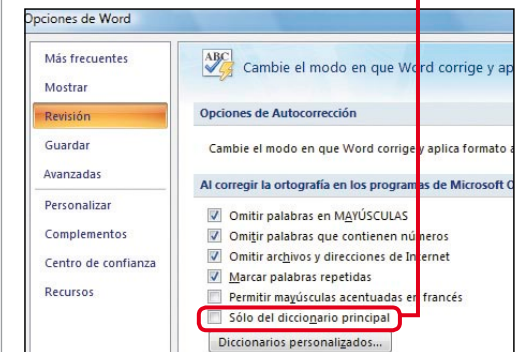 Opciones de Word
Más frecuentes
Mostrar
Revisión
Guardar
Avanzadas
Personalizar
Complementos
Centro de confianza
Recursos
ABC
Cambie el modo en que Word corrige y ap
Opciones de Autocorrección
Cambie el modo en que Word corrige y aplica formato a
Al corregir la ortografía en los programas de Microsoft O
Omitir palabras en MAYÚSCULAS
Omitir palabras que contienen números
Omitir archivos y direcciones de Internet
Marcar palabras repetidas
Permitir mayúsculas acentuadas en francés
Sólo del diccionario principal
Diccionarios personalizados...